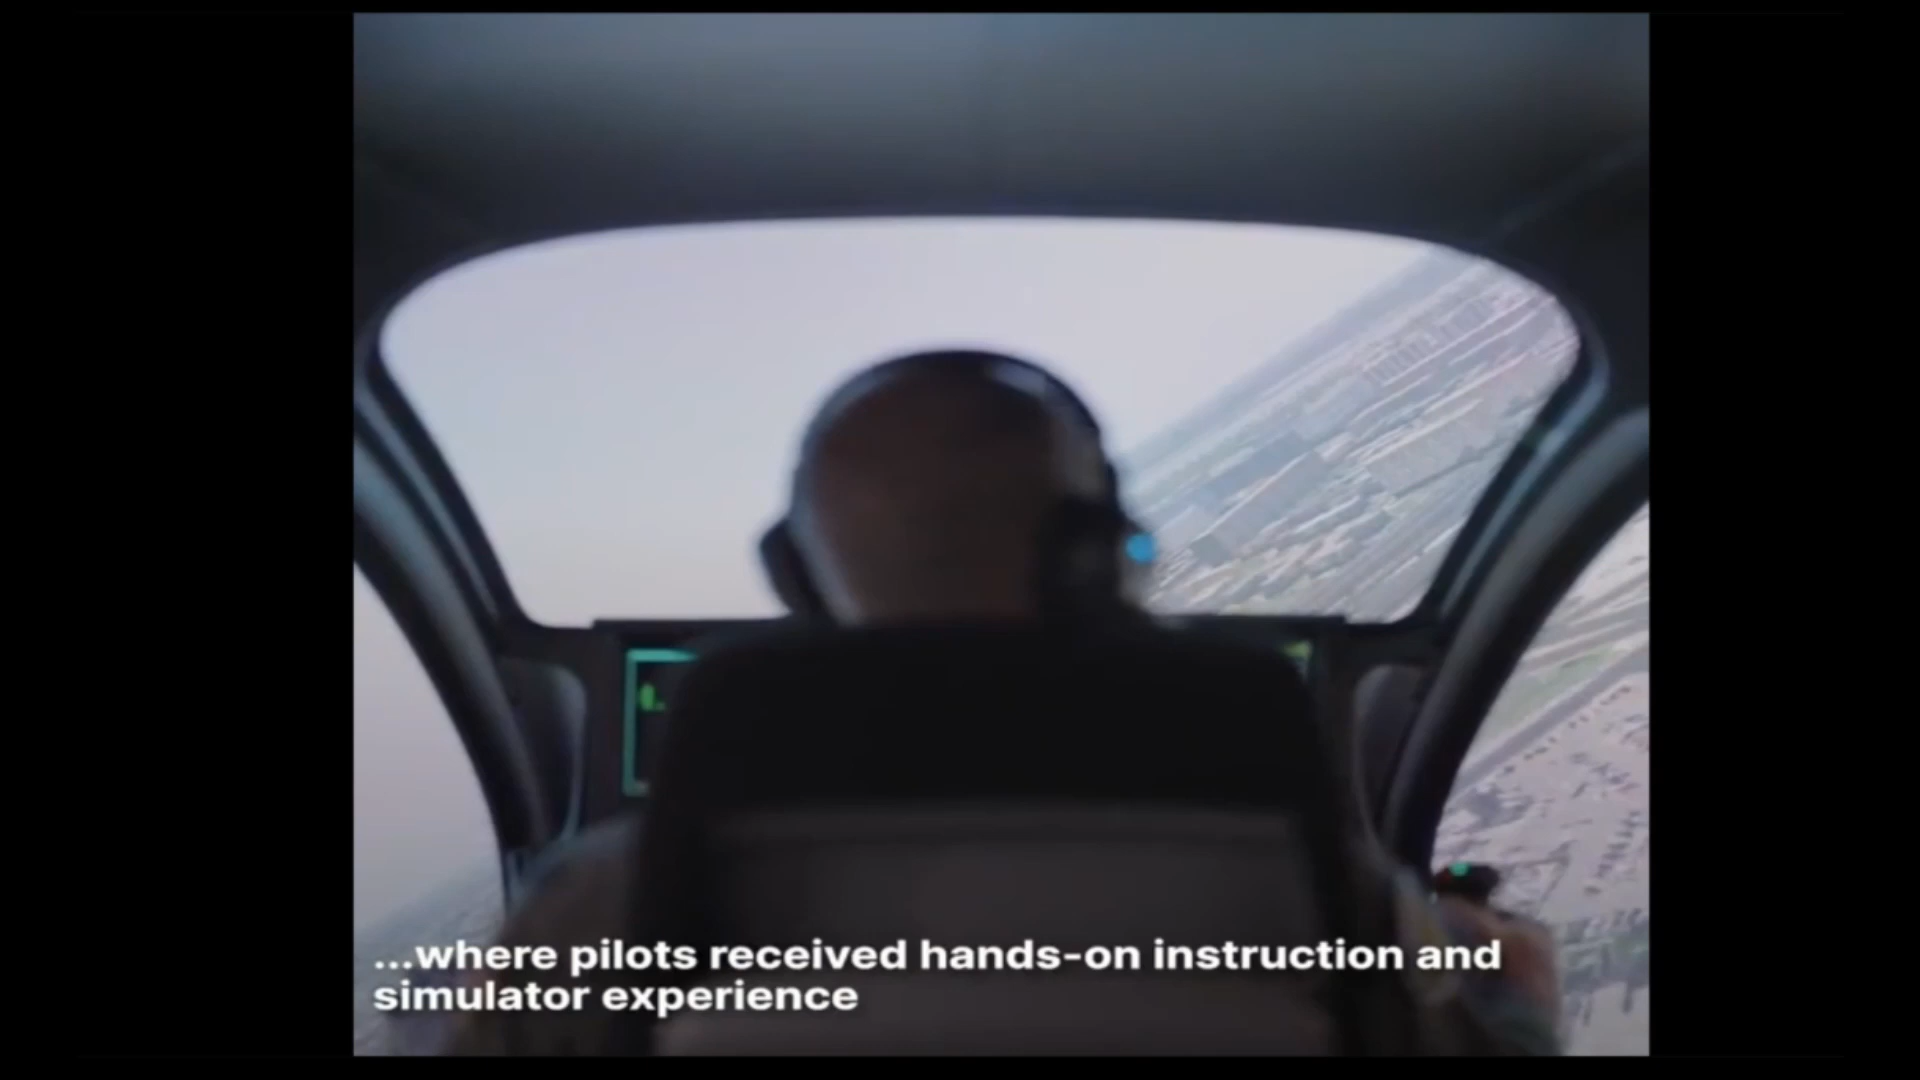 ...where pilots received hands-on instruction and
simulator experience